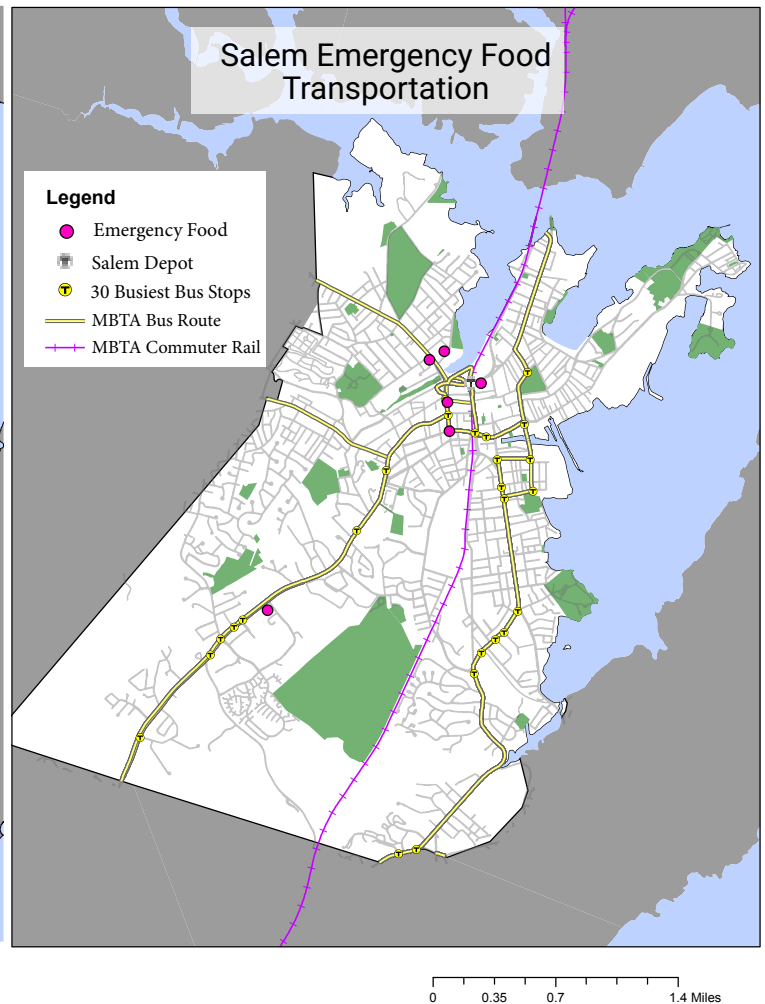 Salem Emergency Food
Transportation
Legend
Emergency Food
Salem Depot
T 30 Busiest Bus Stops
MBTA Bus Route
MBTA Commuter Rail
0 0.35 0.7 1.4 Miles